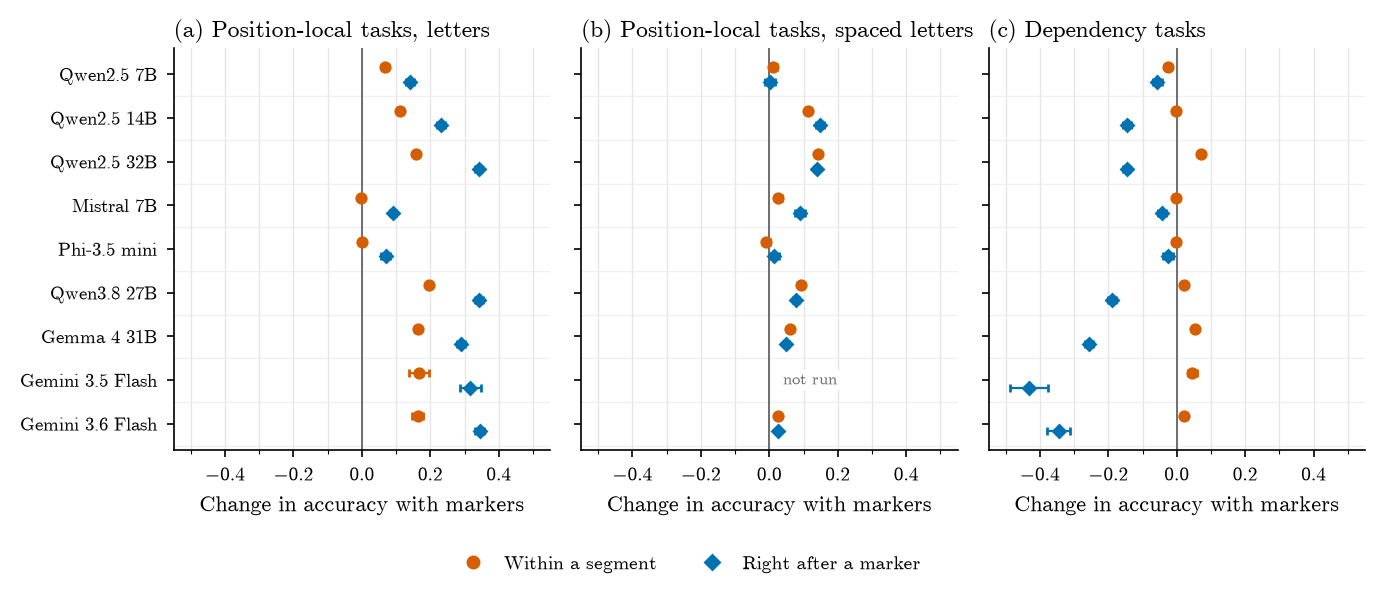 (a) Position-local tasks, letters
(b) Position-local tasks, spaced letters
(c) Dependency tasks
Qwen2.5 7B
Qwen2.5 14B
Qwen2.5 32B
Mistral 7B
Phi-3.5 mini
Qwen3.8 27B
Gemma 4 31B
Gemini 3.5 Flash
Gemini 3.6 Flash
not run
−0.4 −0.2 0.0 0.2 0.4
−0.4 −0.2 0.0 0.2 0.4
−0.4 −0.2 0.0 0.2 0.4
Change in accuracy with markers
Change in accuracy with markers
Change in accuracy with markers
Within a segment
Right after a marker